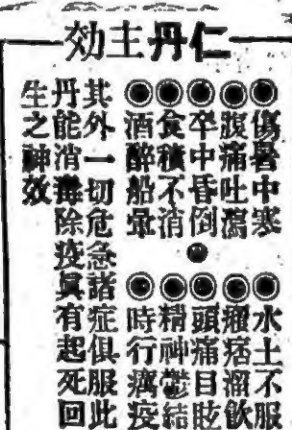 仁丹主効
◉傷暑中寒 ◉水土不服
◉腹痛吐瀉 ◉癨痞溜飲
◉卒中昏倒● ◉頭痛目眩
◉食積不消 ◉精神鬱結
◉酒醉船暈 ◉時行癘疫
其外一切危急諸症俱服此
丹能消毒除疫眞有起死回
生之神效